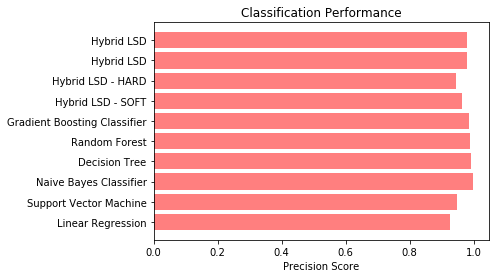 Classification Performance
Hybrid LSD
Hybrid LSD
Hybrid LSD - HARD
Hybrid LSD - SOFT
Gradient Boosting Classifier
Random Forest
Decision Tree
Naive Bayes Classifier
Support Vector Machine
Linear Regression
0.0 0.2 0.4 0.6 0.8 1.0
Precision Score